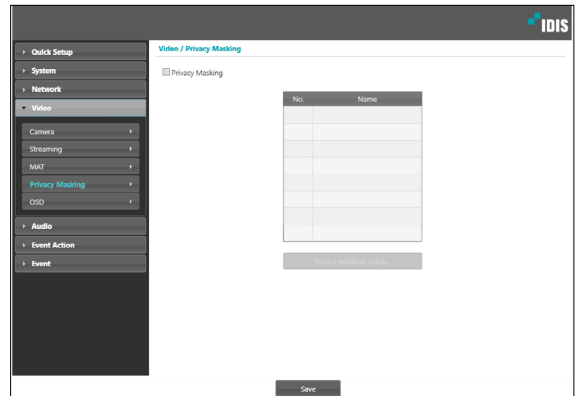 IDIS
Quick Setup
System
Network
Video
Camera
Streaming
MAT
Privacy Masking
OSD
Audio
Event Action
Event
Video / Privacy Masking
Privacy Masking
No. Name
Privacy Masking Setup...
Save